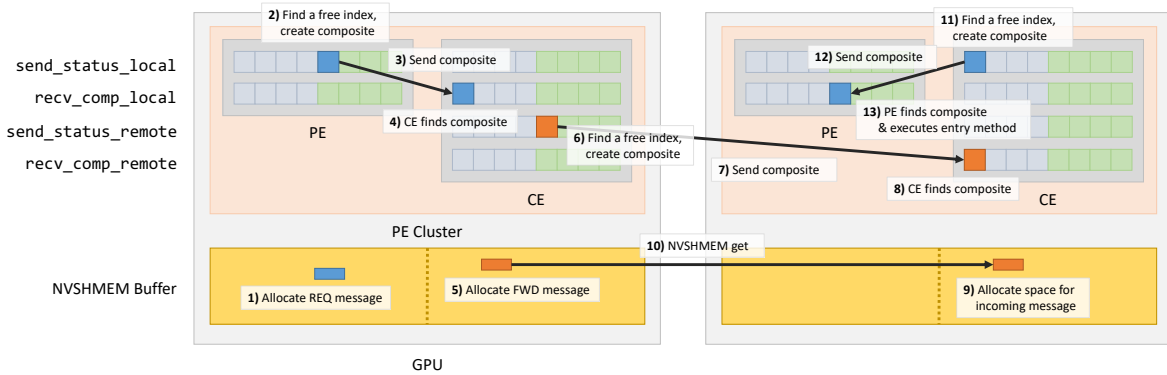 2) Find a free index,
create composite
11) Find a free index,
create composite
send_status_local
3) Send composite
12) Send composite
recv_comp_local
4) CE finds composite
PE
13) PE finds composite
& executes entry method
PE
send_status_remote
6) Find a free index,
create composite
recv_comp_remote
7) Send composite
8) CE finds composite
CE
CE
PE Cluster
10) NVSHMEM get
NVSHMEM Buffer
1) Allocate REQ message
5) Allocate FWD message
9) Allocate space for
incoming message
GPU